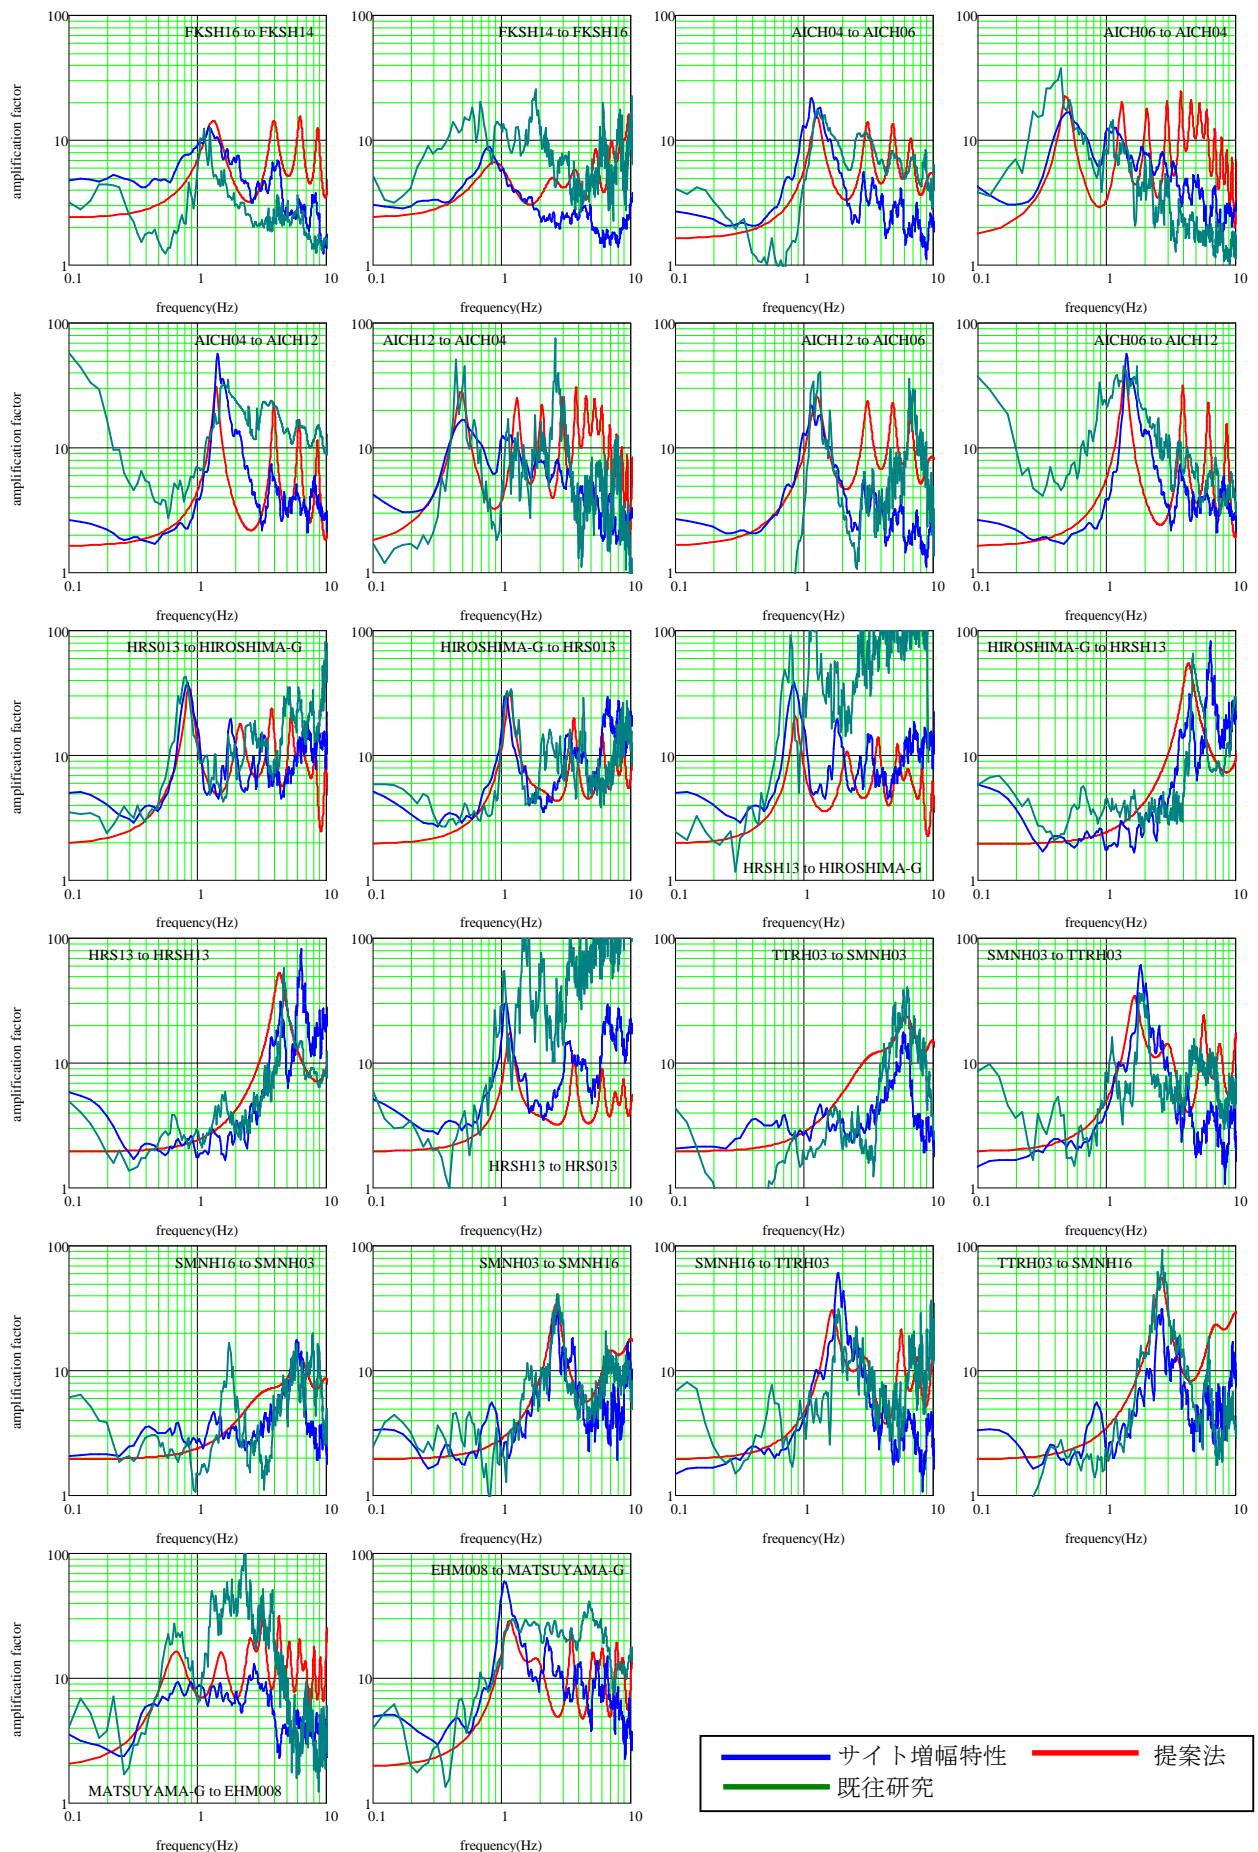 FKSH16 to FKSH14
FKSH14 to FKSH16
AICH04 to AICH06
AICH06 to AICH04
amplification factor
100
10
1
0.1
1
10
frequency(Hz)
100
10
1
0.1
1
10
frequency(Hz)
100
10
1
0.1
1
10
frequency(Hz)
100
10
1
0.1
1
10
frequency(Hz)
AICH04 to AICH12
AICH12 to AICH04
AICH12 to AICH06
AICH06 to AICH12
amplification factor
100
10
1
0.1
1
10
frequency(Hz)
100
10
1
0.1
1
10
frequency(Hz)
100
10
1
0.1
1
10
frequency(Hz)
100
10
1
0.1
1
10
frequency(Hz)
HRS013 to HIROSHIMA-G
HIROSHIMA-G to HRS013
HRSH13 to HIROSHIMA-G
HIROSHIMA-G to HRSH13
amplification factor
100
10
1
0.1
1
10
frequency(Hz)
100
10
1
0.1
1
10
frequency(Hz)
100
10
1
0.1
1
10
frequency(Hz)
100
10
1
0.1
1
10
frequency(Hz)
HRS13 to HRSH13
HRSH13 to HRS013
TTRH03 to SMNH03
SMNH03 to TTRH03
amplification factor
100
10
1
0.1
1
10
frequency(Hz)
100
10
1
0.1
1
10
frequency(Hz)
100
10
1
0.1
1
10
frequency(Hz)
100
10
1
0.1
1
10
frequency(Hz)
SMNH16 to SMNH03
SMNH03 to SMNH16
SMNH16 to TTRH03
TTRH03 to SMNH16
amplification factor
100
10
1
0.1
1
10
frequency(Hz)
100
10
1
0.1
1
10
frequency(Hz)
100
10
1
0.1
1
10
frequency(Hz)
100
10
1
0.1
1
10
frequency(Hz)
MATSUYAMA-G to EHM008
EHM008 to MATSUYAMA-G
amplification factor
100
10
1
0.1
1
10
frequency(Hz)
100
10
1
0.1
1
10
frequency(Hz)
サイト増幅特性
提案法
既往研究